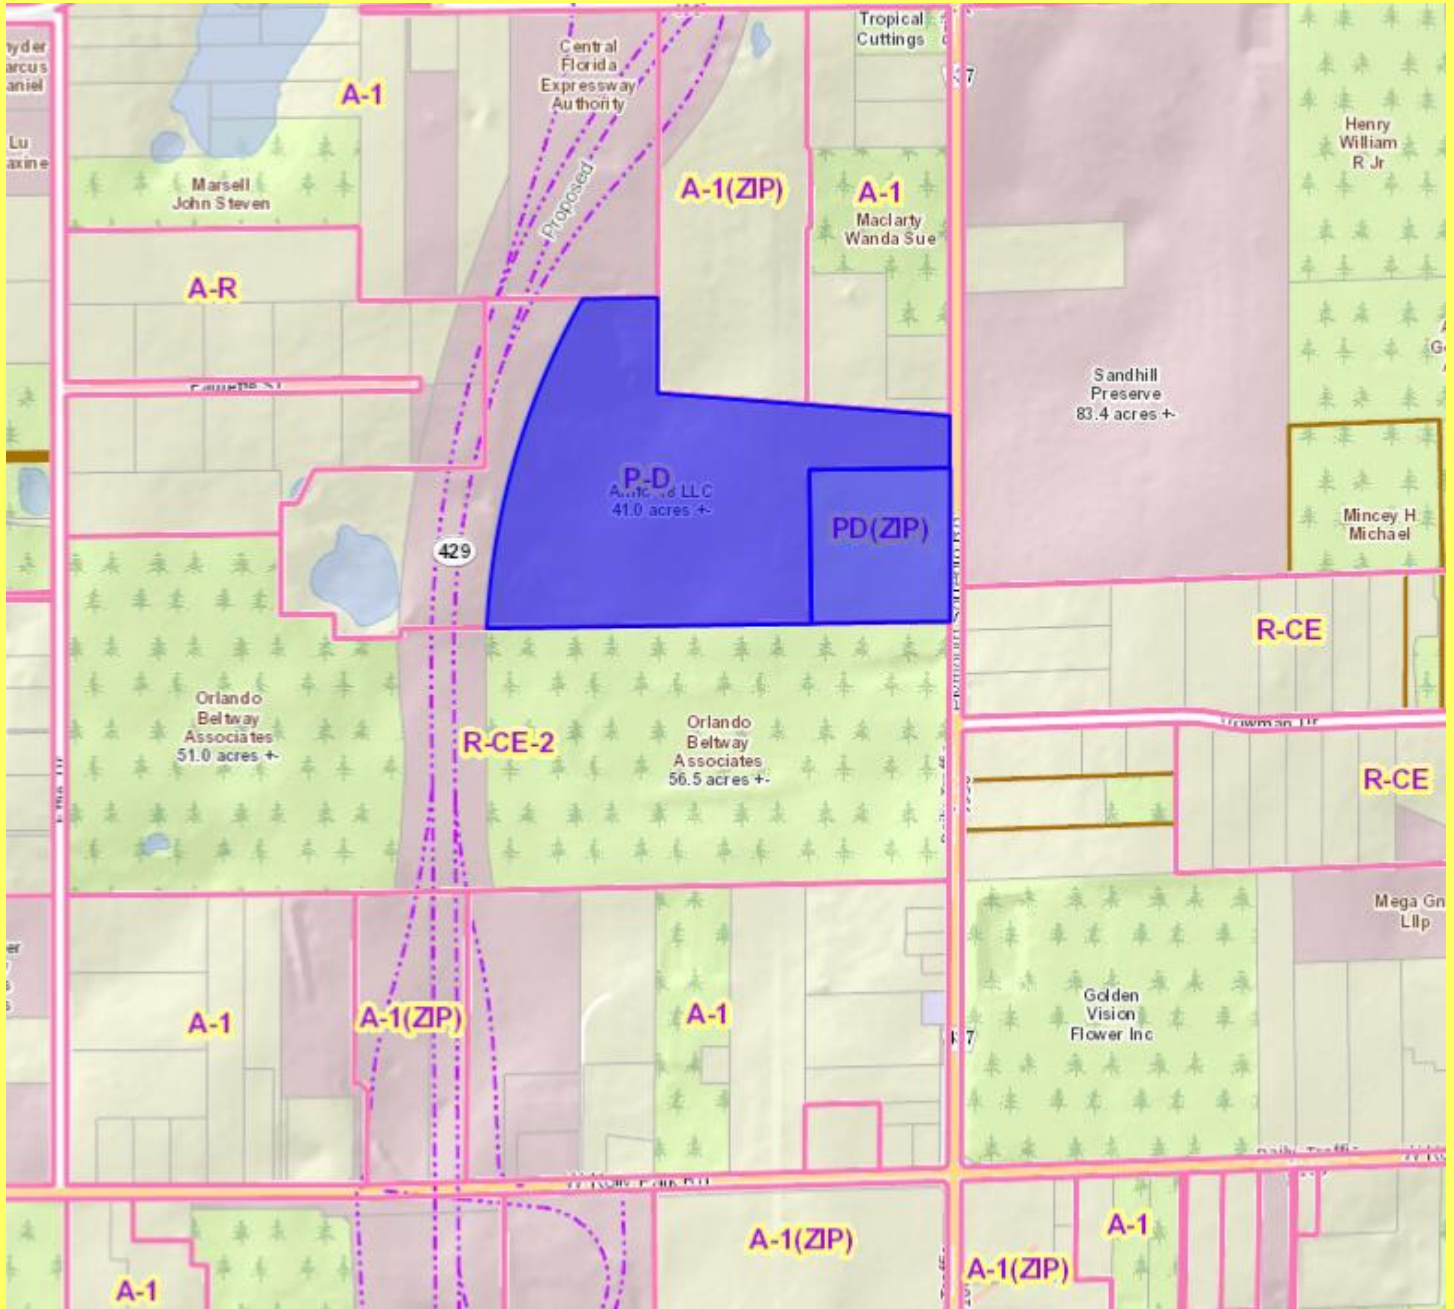 Tropical
Cuttings
Central
Florida
Expressway
Authority
A-1
Lu
Marsell
John Steven
Proposed
A-1(ZIP)
A-1
Maclarty
Wanda Sue
Henry
William
R Jr
A-R
Sandhill
Preserve
83.4 acres +-
P-D
LLC
41.0 acres +-
PD(ZIP)
Mincey H
Michael
429
R-CE
Orlando
Beltway
Associates
51.0 acres +-
R-CE-2
Orlando
Beltway
Associates
56.5 acres +-
R-CE
Mega Gn
Lllp
A-1
A-1(ZIP)
A-1
Golden
Vision
Flower Inc
A-1(ZIP)
A-1
A-1(ZIP)
A-1